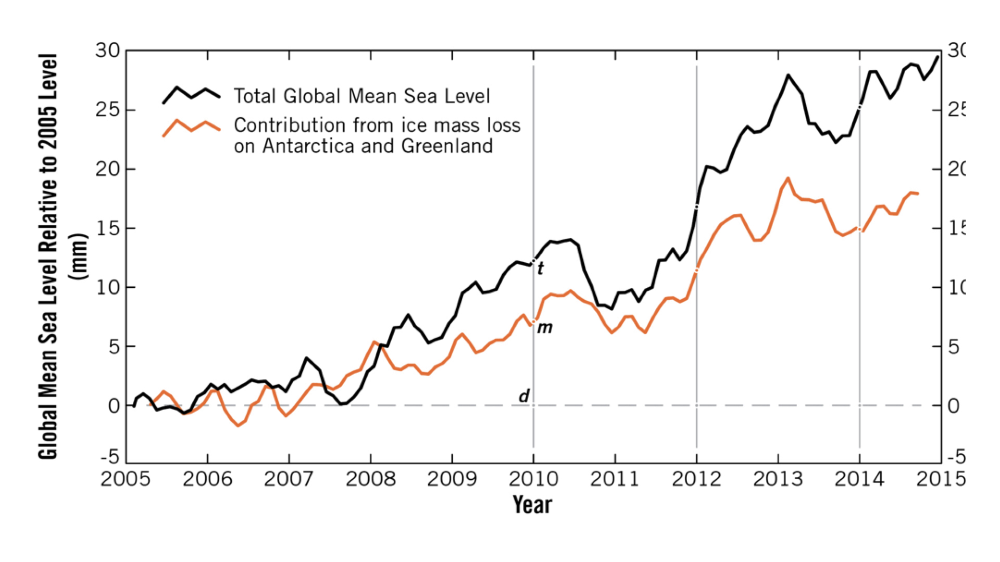 Global Mean Sea Level Relative to 2005 Level
(mm)
30
25
20
15
10
5
0
-5
Total Global Mean Sea Level
Contribution from ice mass loss
on Antarctica and Greenland
t
m
d
5
0
-5
2005 2006 2007 2008 2009 2010 2011 2012 2013 2014 2015
Year